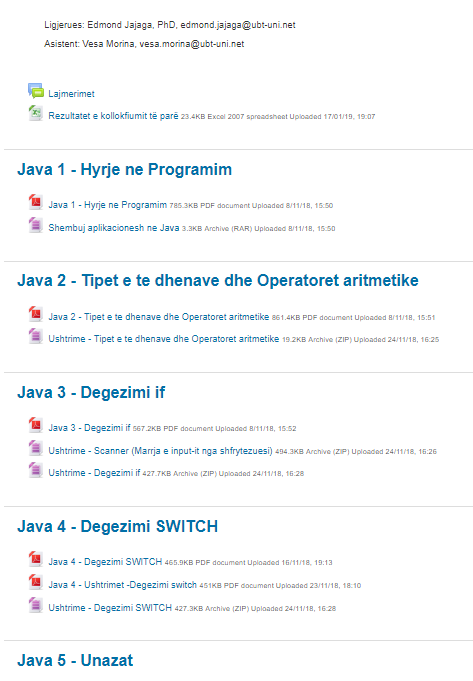 Ligjerues: Edmond Jajaga, PhD, edmond.jajaga@ubt-uni.net
Asistent: Vesa Morina, vesa.morina@ubt-uni.net
Lajmerimet
Rezultatet e kollokfiumit të parë 23.4KB Excel 2007 spreadsheet Uploaded 17/01/19, 19:07
Java 1 - Hyrje ne Programim
Java 1 - Hyrje ne Programim 785.3KB PDF document Uploaded 8/11/18, 15:50
Shembuj aplikacionesh ne Java 3.3KB Archive (RAR) Uploaded 8/11/18, 15:50
Java 2 - Tipet e te dhenave dhe Operatoret aritmetike
Java 2 - Tipet e te dhenave dhe Operatoret aritmetike 861.4KB PDF document Uploaded 8/11/18, 15:51
Ushtrime - Tipet e te dhenave dhe Operatoret aritmetike 19.2KB Archive (ZIP) Uploaded 24/11/18, 16:25
Java 3 - Degezimi if
Java 3 - Degezimi if 567.2KB PDF document Uploaded 8/11/18, 15:52
Ushtrime - Scanner (Marrja e input-it nga shfrytezuesi) 494.3KB Archive (ZIP) Uploaded 24/11/18, 16:26
Ushtrime - Degezimi if 427.7KB Archive (ZIP) Uploaded 24/11/18, 16:28
Java 4 - Degezimi SWITCH
Java 4 - Degezimi SWITCH 465.9KB PDF document Uploaded 16/11/18, 19:13
Java 4 - Ushtrimet -Degezimi switch 451KB PDF document Uploaded 23/11/18, 18:10
Ushtrime - Degezimi SWITCH 427.3KB Archive (ZIP) Uploaded 24/11/18, 16:28
Java 5 - Unazat